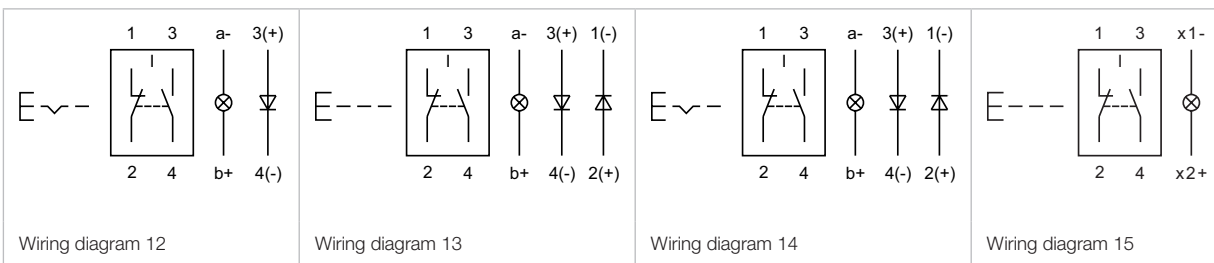 1 3 a- 3(+)
2 4 b+ 4(-)
Wiring diagram 12
1 3 a- 3(+) 1(-)
2 4 b+ 4(-) 2(+)
Wiring diagram 13
1 3 a- 3(+) 1(-)
2 4 b+ 4(-) 2(+)
Wiring diagram 14
1 3 x1-
2 4 x2+
Wiring diagram 15